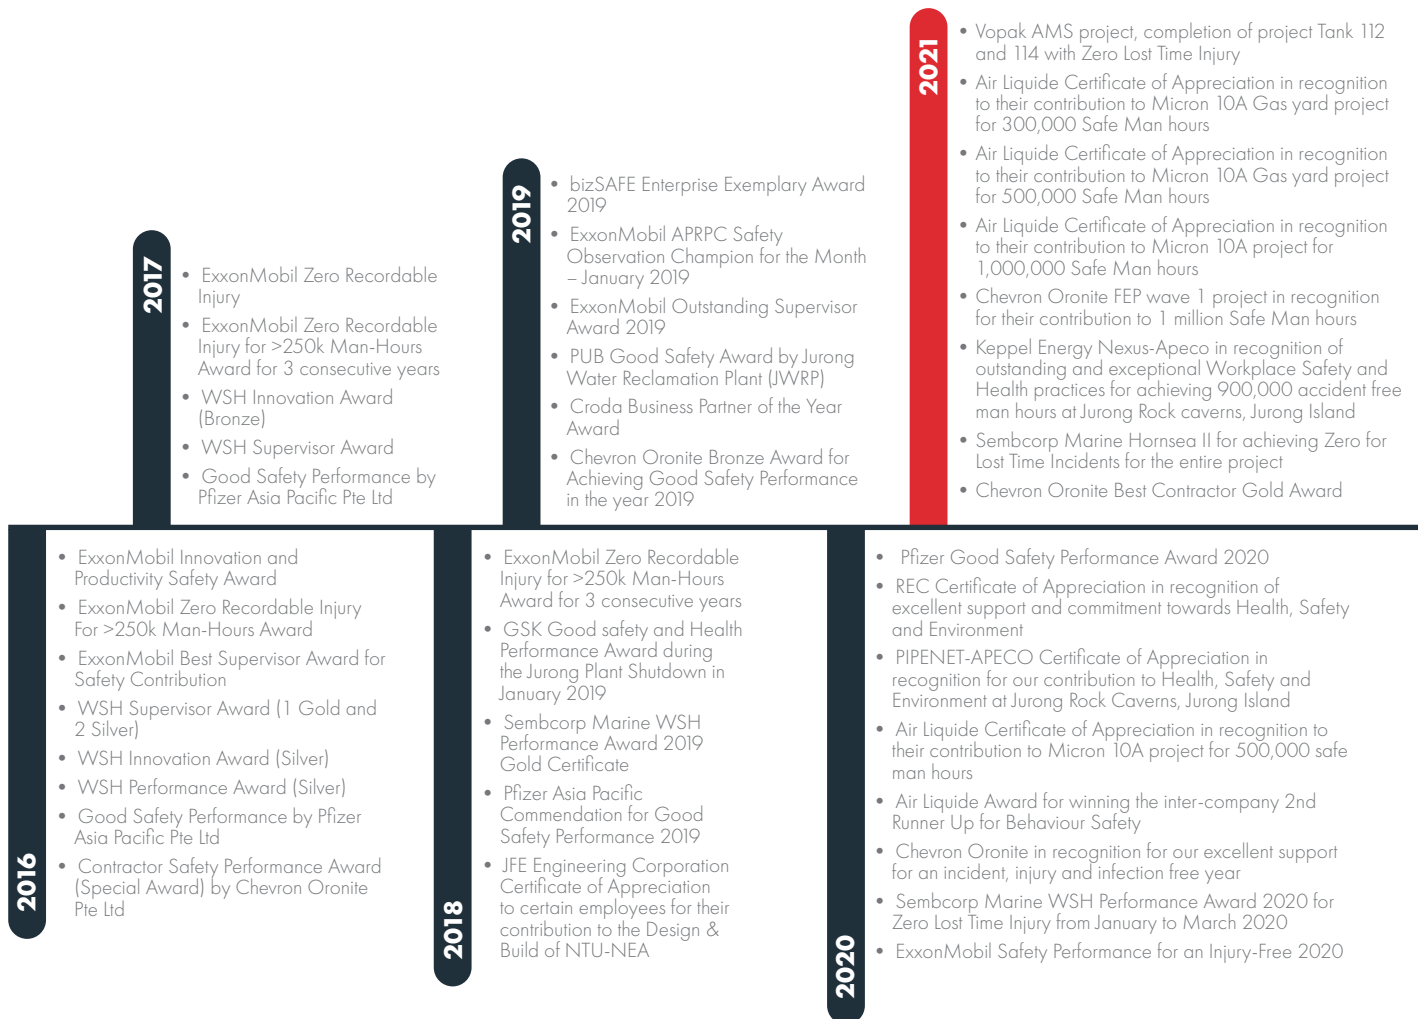 2016
• ExxonMobil Innovation and
Productivity Safety Award
• ExxonMobil Zero Recordable Injury
For >250k Man-Hours Award
• ExxonMobil Best Supervisor Award for
Safety Contribution
• WSH Supervisor Award (1 Gold and
2 Silver)
• WSH Innovation Award (Silver)
• WSH Performance Award (Silver)
• Good Safety Performance by Pfizer
Asia Pacific Pte Ltd
• Contractor Safety Performance Award
(Special Award) by Chevron Oronite
Pte Ltd
2017
• ExxonMobil Zero Recordable
Injury
• ExxonMobil Zero Recordable
Injury for >250k Man-Hours
Award for 3 consecutive years
• WSH Innovation Award
(Bronze)
• WSH Supervisor Award
• Good Safety Performance by
Pfizer Asia Pacific Pte Ltd
2018
• ExxonMobil Zero Recordable
Injury for >250k Man-Hours
Award for 3 consecutive years
• GSK Good safety and Health
Performance Award during
the Jurong Plant Shutdown in
January 2019
• Sembcorp Marine WSH
Performance Award 2019
Gold Certificate
• Pfizer Asia Pacific
Commendation for Good
Safety Performance 2019
• JFE Engineering Corporation
Certificate of Appreciation
to certain employees for their
contribution to the Design &
Build of NTU-NEA
2019
• bizSAFE Enterprise Exemplary Award
2019
• ExxonMobil APRPC Safety
Observation Champion for the Month
– January 2019
• ExxonMobil Outstanding Supervisor
Award 2019
• PUB Good Safety Award by Jurong
Water Reclamation Plant (JWRP)
• Croda Business Partner of the Year
Award
• Chevron Oronite Bronze Award for
Achieving Good Safety Performance
in the year 2019
2020
• Pfizer Good Safety Performance Award 2020
• REC Certificate of Appreciation in recognition of
excellent support and commitment towards Health, Safety
and Environment
• PIPENET-APECO Certificate of Appreciation in
recognition for our contribution to Health, Safety and
Environment at Jurong Rock Caverns, Jurong Island
• Air Liquide Certificate of Appreciation in recognition to
their contribution to Micron 10A project for 500,000 safe
man hours
• Air Liquide Award for winning the inter-company 2nd
Runner Up for Behaviour Safety
• Chevron Oronite in recognition for our excellent support
for an incident, injury and infection free year
• Sembcorp Marine WSH Performance Award 2020 for
Zero Lost Time Injury from January to March 2020
• ExxonMobil Safety Performance for an Injury-Free 2020
2021
• Vopak AMS project, completion of project Tank 112
and 114 with Zero Lost Time Injury
• Air Liquide Certificate of Appreciation in recognition
to their contribution to Micron 10A Gas yard project
for 300,000 Safe Man hours
• Air Liquide Certificate of Appreciation in recognition
to their contribution to Micron 10A Gas yard project
for 500,000 Safe Man hours
• Air Liquide Certificate of Appreciation in recognition
to their contribution to Micron 10A project for
1,000,000 Safe Man hours
• Chevron Oronite FEP wave 1 project in recognition
for their contribution to 1 million Safe Man hours
• Keppel Energy Nexus-Apeco in recognition of
outstanding and exceptional Workplace Safety and
Health practices for achieving 900,000 accident free
man hours at Jurong Rock caverns, Jurong Island
• Sembcorp Marine Hornsea II for achieving Zero for
Lost Time Incidents for the entire project
• Chevron Oronite Best Contractor Gold Award